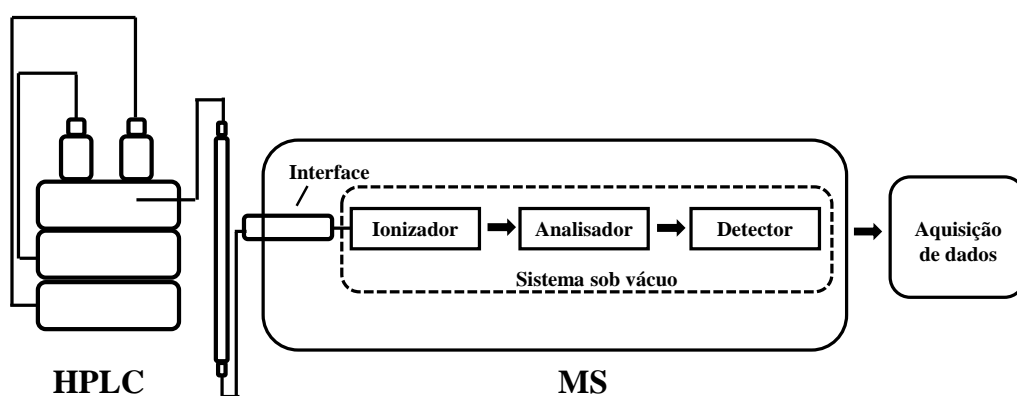 Interface
Ionizador
Analisador
Detector
Sistema sob vácuo
Aquisição
de dados
HPLC
MS